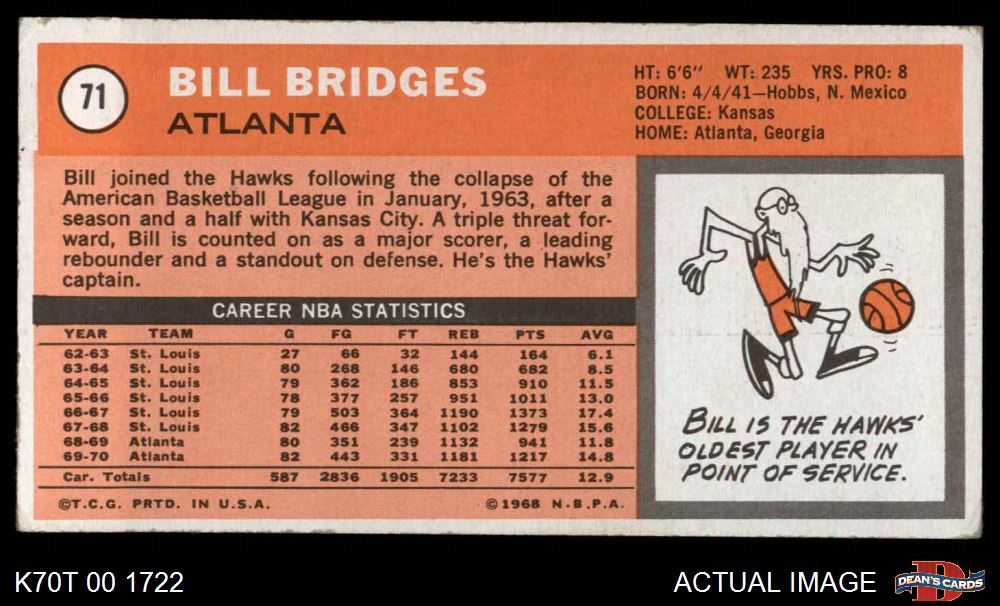 71
BILL BRIDGES
ATLANTA
HT: 6'6" WT: 235 YRS. PRO: 8
BORN: 4/4/41—Hobbs, N. Mexico
COLLEGE: Kansas
HOME: Atlanta, Georgia
Bill joined the Hawks following the collapse of the
American Basketball League in January, 1963, after a
season and a half with Kansas City. A triple threat for-
ward, Bill is counted on as a major scorer, a leading
rebounder and a standout on defense. He's the Hawks'
captain.
CAREER NBA STATISTICS
YEAR TEAM G FG FT REB PTS AVG
62-63 St. Louis 27 66 32 144 164 6.1
63-64 St. Louis 80 268 146 680 682 8.5
64-65 St. Louis 79 362 186 853 910 11.5
65-66 St. Louis 78 377 257 951 1011 13.0
66-67 St. Louis 79 503 364 1190 1373 17.4
67-68 St. Louis 82 466 347 1102 1279 15.6
68-69 Atlanta 80 351 239 1132 941 11.8
69-70 Atlanta 82 443 331 1181 1217 14.8
Car. Totals 587 2836 1905 7233 7577 12.9
©T.C.G. PRTD. IN U.S.A. ©1968 N.B.P.A.
BILL IS THE HAWKS'
OLDEST PLAYER IN
POINT OF SERVICE.
K70T 00 1722
ACTUAL IMAGE
D
DEAN'S CARDS